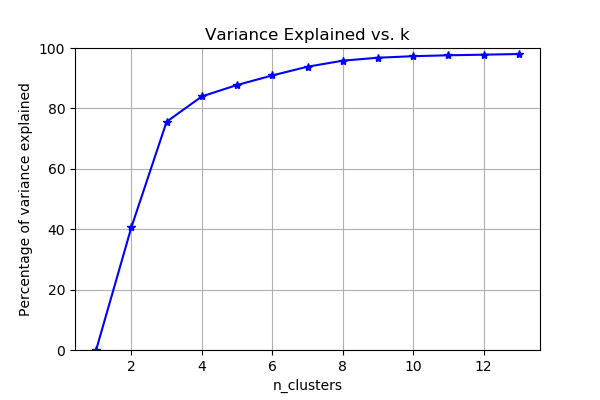 Variance Explained vs. k
100
80
60
40
20
0
Percentage of variance explained
2 4 6 8 10 12
n_clusters